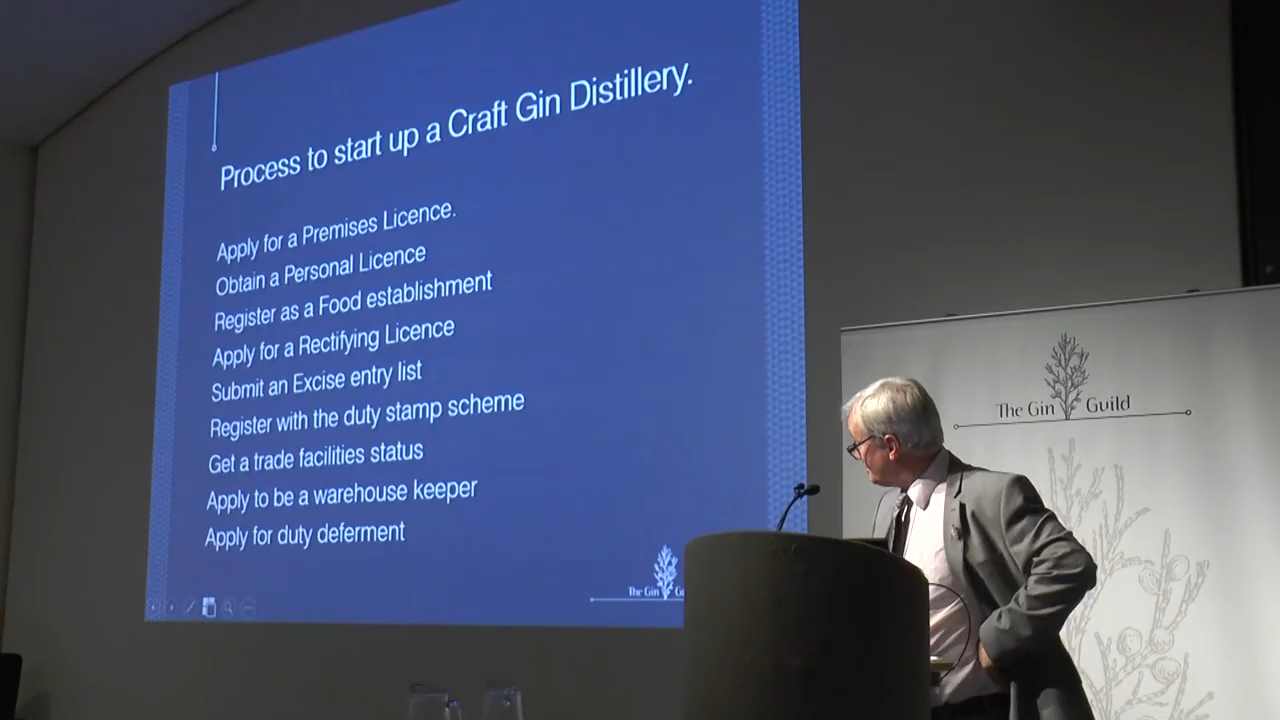 Process to start up a Craft Gin Distillery.
Apply for a Premises Licence.
Obtain a Personal Licence
Register as a Food establishment
Apply for a Rectifying Licence
Submit an Excise entry list
Register with the duty stamp scheme
Get a trade facilities status
Apply to be a warehouse keeper
Apply for duty deferment
The Gin
The Gin Guild